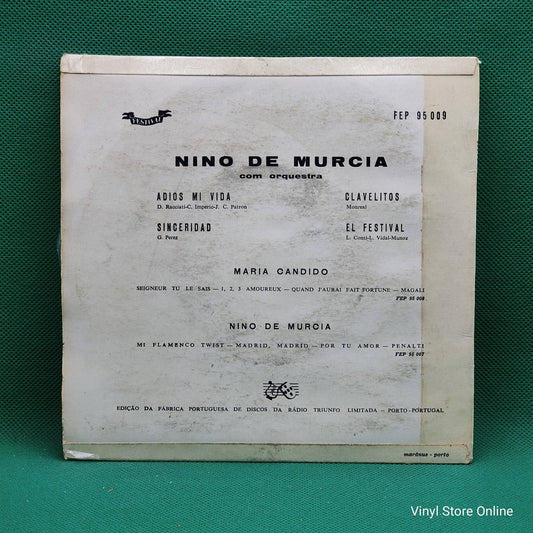 FESTIVAL
FEP 95 009
NINO DE MURCIA
com orquestra
ADIOS MI VIDA
D. Racciati-C. Imperio-J. C. Patron
CLAVELITOS
Monreal
SINCERIDAD
G. Perez
EL FESTIVAL
L. Conti-L. Vidal-Munoz
MARIA CANDIDO
SEIGNEUR TU LE SAIS — 1, 2, 3 AMOUREUX — QUAND J'AURAI FAIT FORTUNE — MAGALI
FEP 95 008
NINO DE MURCIA
MI FLAMENCO TWIST — MADRID, MADRID — POR TU AMOR — PENALTI
FEP 95 007
EDIÇÃO DA FÁBRICA PORTUGUESA DE DISCOS DA RÁDIO TRIUNFO LIMITADA — PORTO-PORTUGAL
marânus - porto
Vinyl Store Online